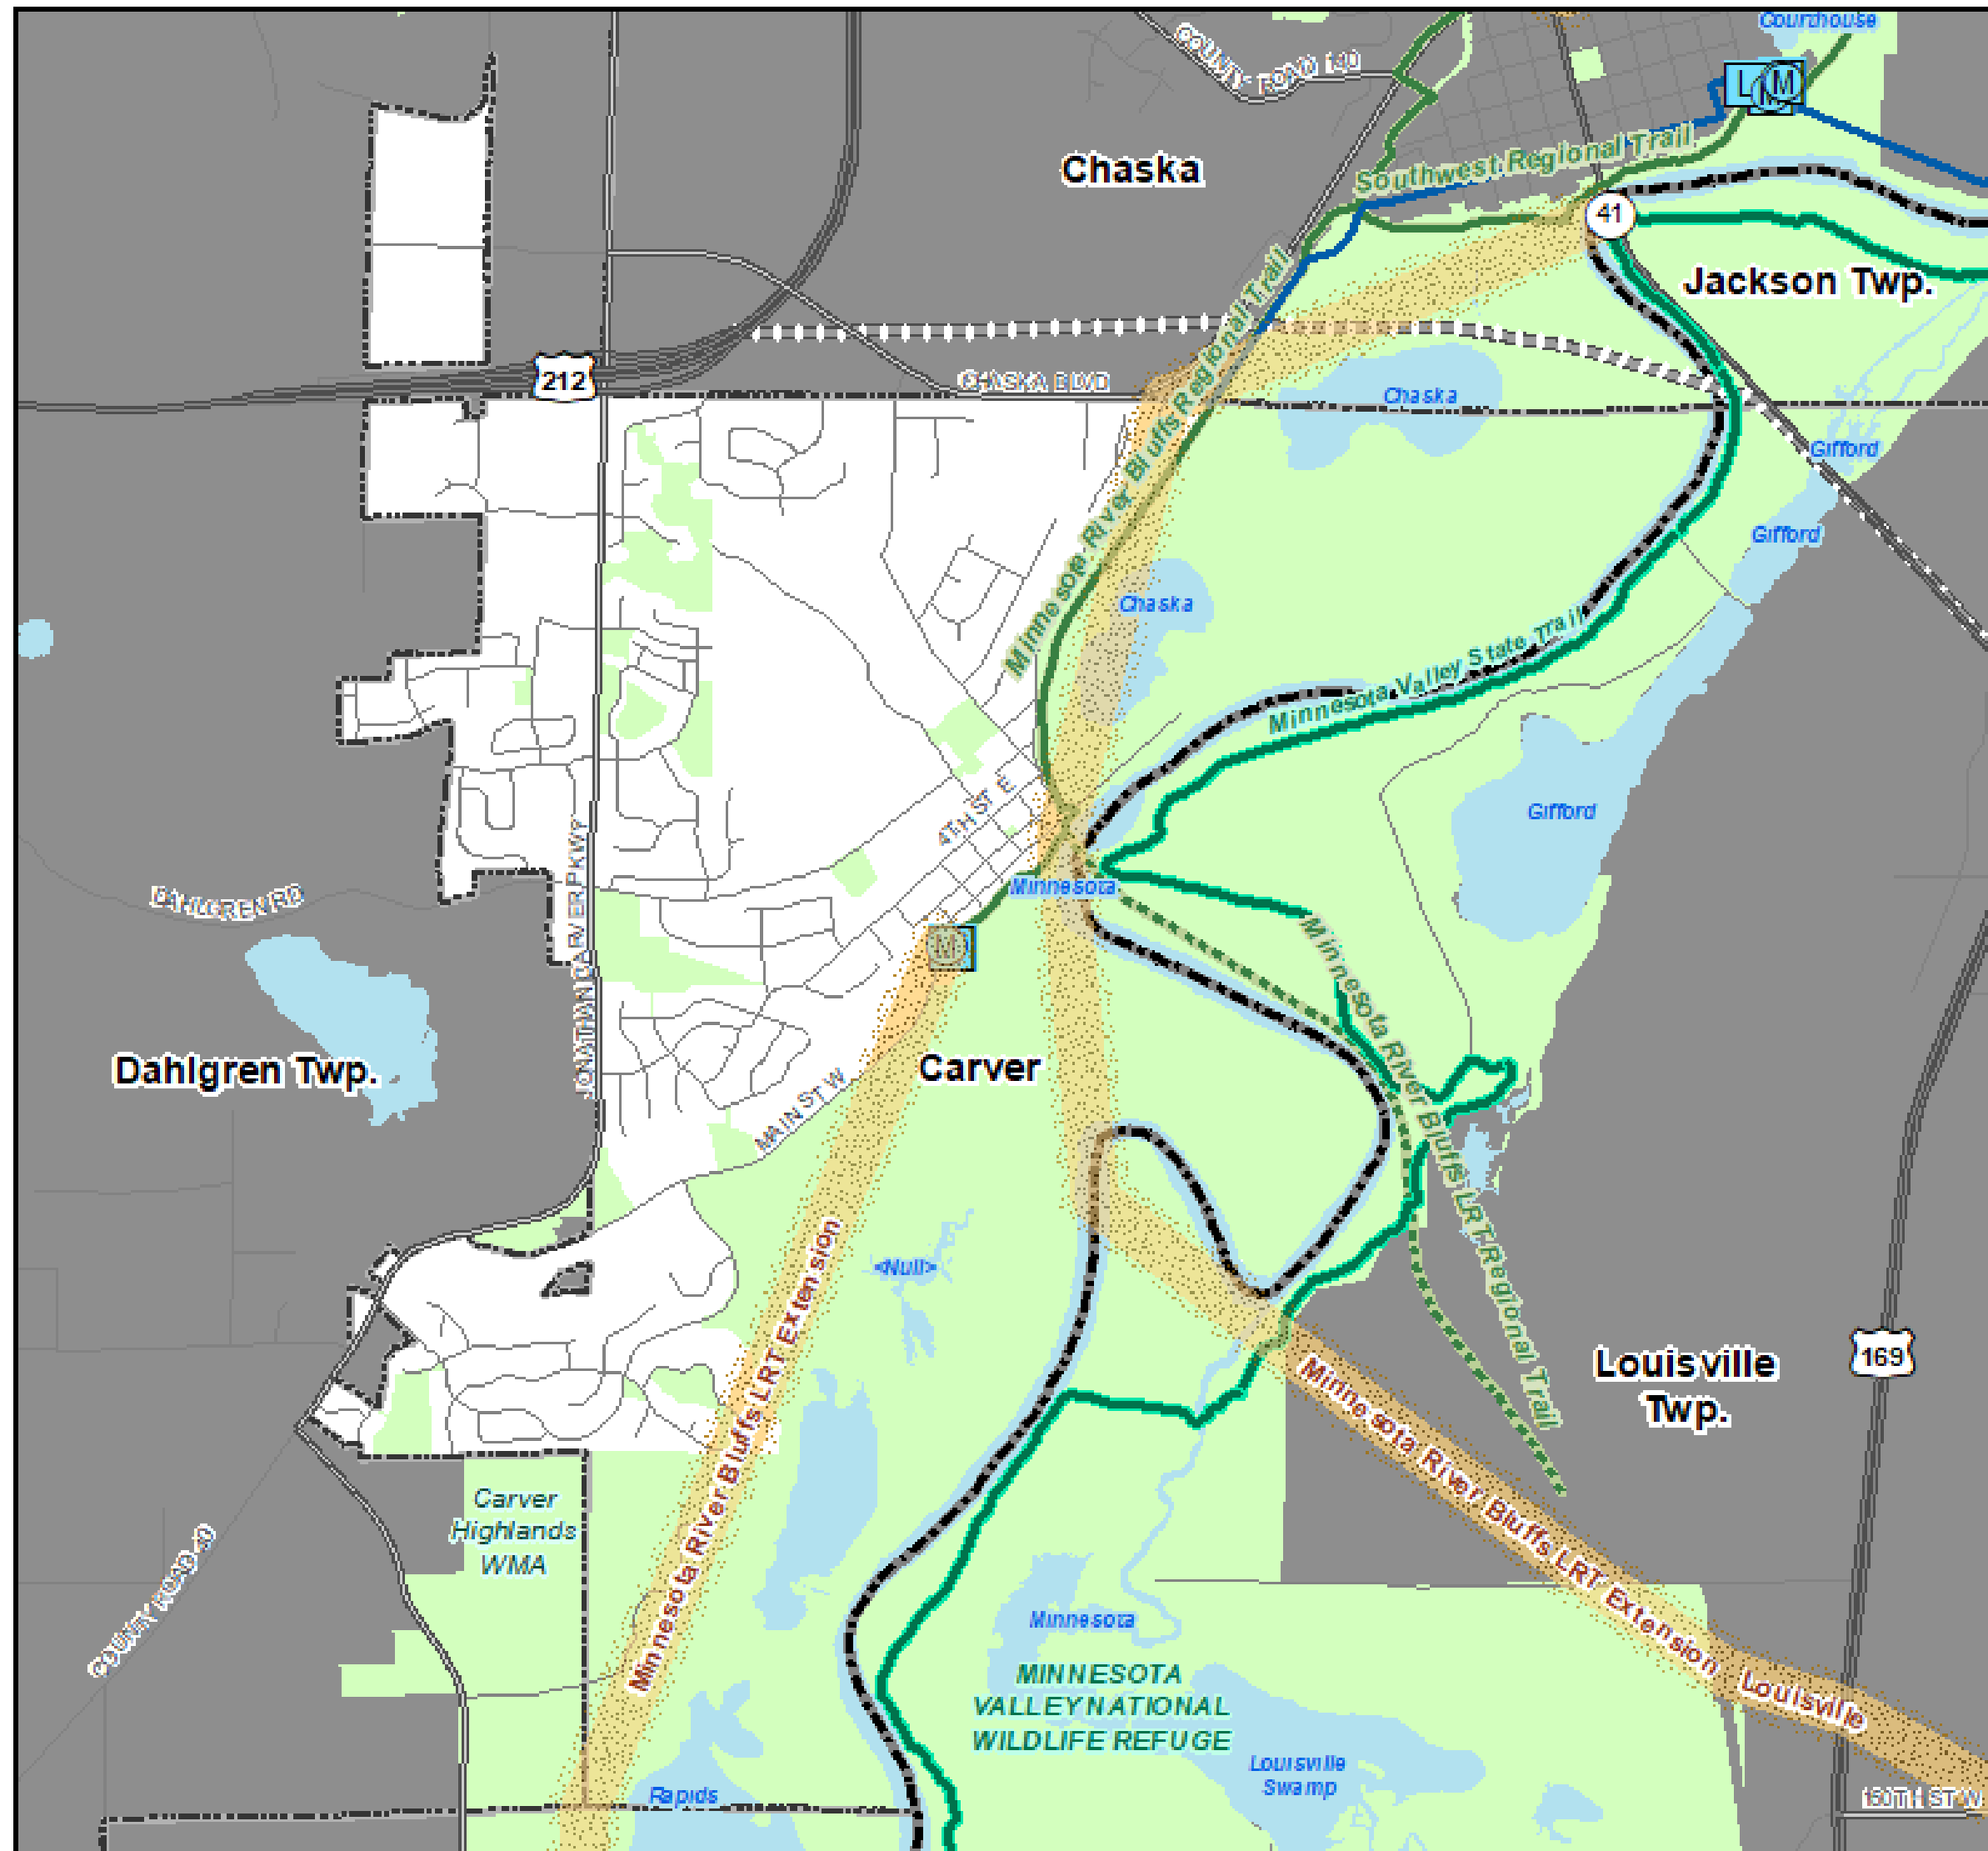 Courthouse
COUNTY ROAD 140
L M
Chaska
Southwest Regional Trail
41
Jackson Twp.
212
CHASKA BLVD
Chaska
Minnesota River Bluffs Regional Trail
Gifford
Gifford
Chaska
Minnesota Valley State Trail
4TH ST E
Gifford
JONATHAN CARVER PKWY
DAHLGREN RD
Minnesota
M
Minnesota River Bluffs LRT Regional Trail
Dahlgren Twp.
Carver
MAIN ST W
<Null>
Minnesota River Bluffs LRT Extension
Louisville
Twp.
169
Minnesota River Bluffs LRT Extension - Louisville
Carver
Highlands
WMA
COUNTY ROAD 40
Minnesota
MINNESOTA
VALLEY NATIONAL
WILDLIFE REFUGE
Louisville
Swamp
Rapids
150TH ST W